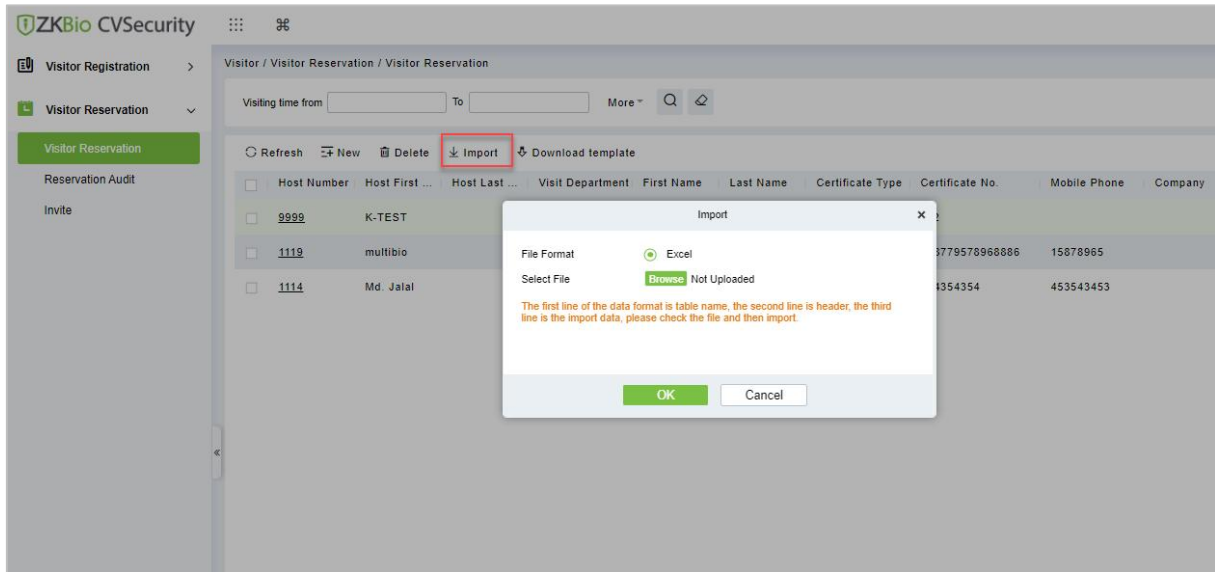 ZKBio CVSecurity
Visitor Registration
Visitor Reservation
Visitor Reservation
Reservation Audit
Invite
Visitor / Visitor Reservation / Visitor Reservation
Visiting time from To More
Refresh New Delete Import Download template
Host Number Host First ... Host Last ... Visit Department First Name Last Name Certificate Type Certificate No. Mobile Phone Company
9999 K-TEST
1119 multibio 15878965
1114 Md. Jalal 453543453
Import
File Format Excel
Select File Browse Not Uploaded
The first line of the data format is table name, the second line is header, the third
line is the import data, please check the file and then import.
OK Cancel